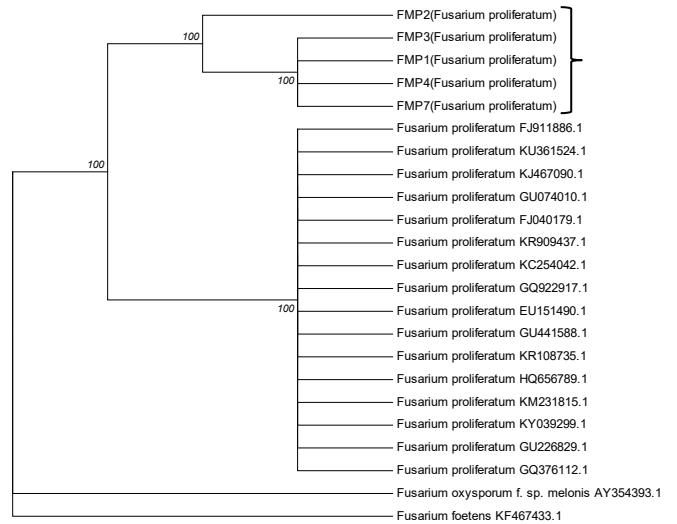 FMP2(Fusarium proliferatum)
100
FMP3(Fusarium proliferatum)
FMP1(Fusarium proliferatum)
100
FMP4(Fusarium proliferatum)
FMP7(Fusarium proliferatum)
Fusarium proliferatum FJ911886.1
Fusarium proliferatum KU361524.1
100
Fusarium proliferatum KJ467090.1
Fusarium proliferatum GU074010.1
Fusarium proliferatum FJ040179.1
Fusarium proliferatum KR909437.1
Fusarium proliferatum KC254042.1
Fusarium proliferatum GQ922917.1
100
Fusarium proliferatum EU151490.1
Fusarium proliferatum GU441588.1
Fusarium proliferatum KR108735.1
Fusarium proliferatum HQ656789.1
Fusarium proliferatum KM231815.1
Fusarium proliferatum KY039299.1
Fusarium proliferatum GU226829.1
Fusarium proliferatum GQ376112.1
Fusarium oxysporum f. sp. melonis AY354393.1
Fusarium foetens KF467433.1